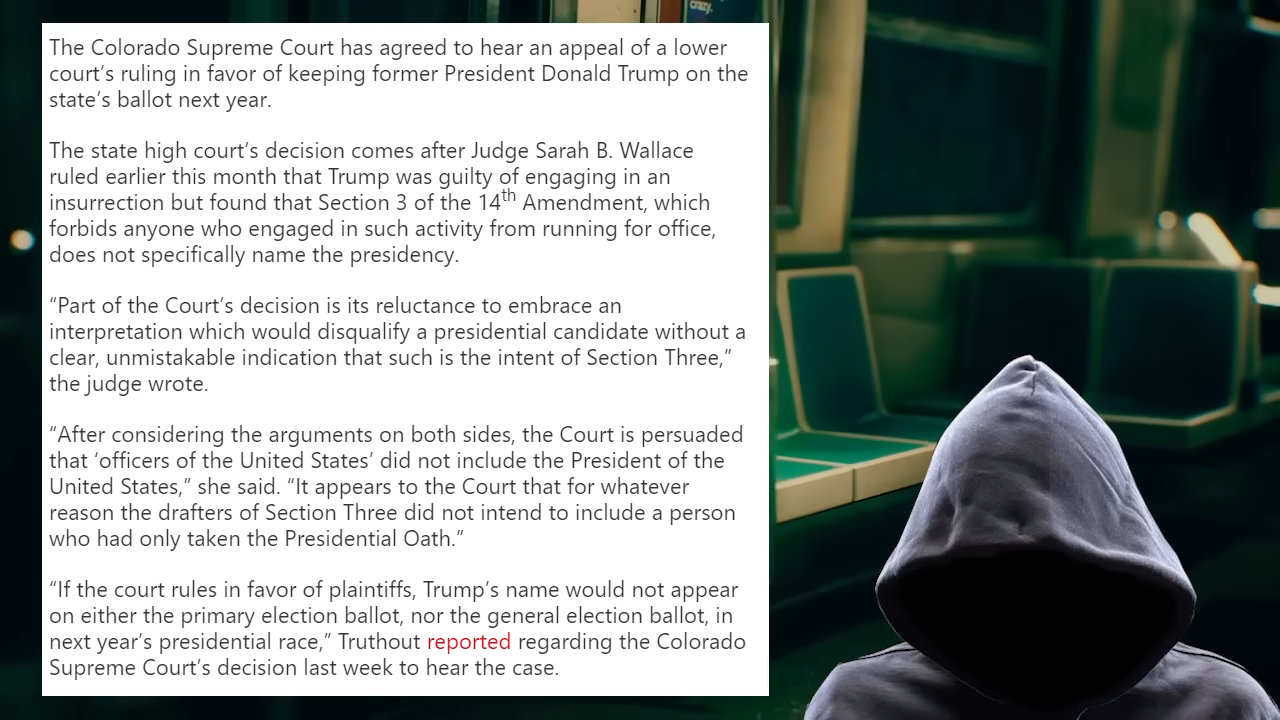 crazy.
The Colorado Supreme Court has agreed to hear an appeal of a lower
court’s ruling in favor of keeping former President Donald Trump on the
state’s ballot next year.
The state high court’s decision comes after Judge Sarah B. Wallace
ruled earlier this month that Trump was guilty of engaging in an
insurrection but found that Section 3 of the 14th Amendment, which
forbids anyone who engaged in such activity from running for office,
does not specifically name the presidency.
“Part of the Court’s decision is its reluctance to embrace an
interpretation which would disqualify a presidential candidate without a
clear, unmistakable indication that such is the intent of Section Three,”
the judge wrote.
“After considering the arguments on both sides, the Court is persuaded
that ‘officers of the United States’ did not include the President of the
United States,” she said. “It appears to the Court that for whatever
reason the drafters of Section Three did not intend to include a person
who had only taken the Presidential Oath.”
“If the court rules in favor of plaintiffs, Trump’s name would not appear
on either the primary election ballot, nor the general election ballot, in
next year’s presidential race,” Truthout reported regarding the Colorado
Supreme Court’s decision last week to hear the case.